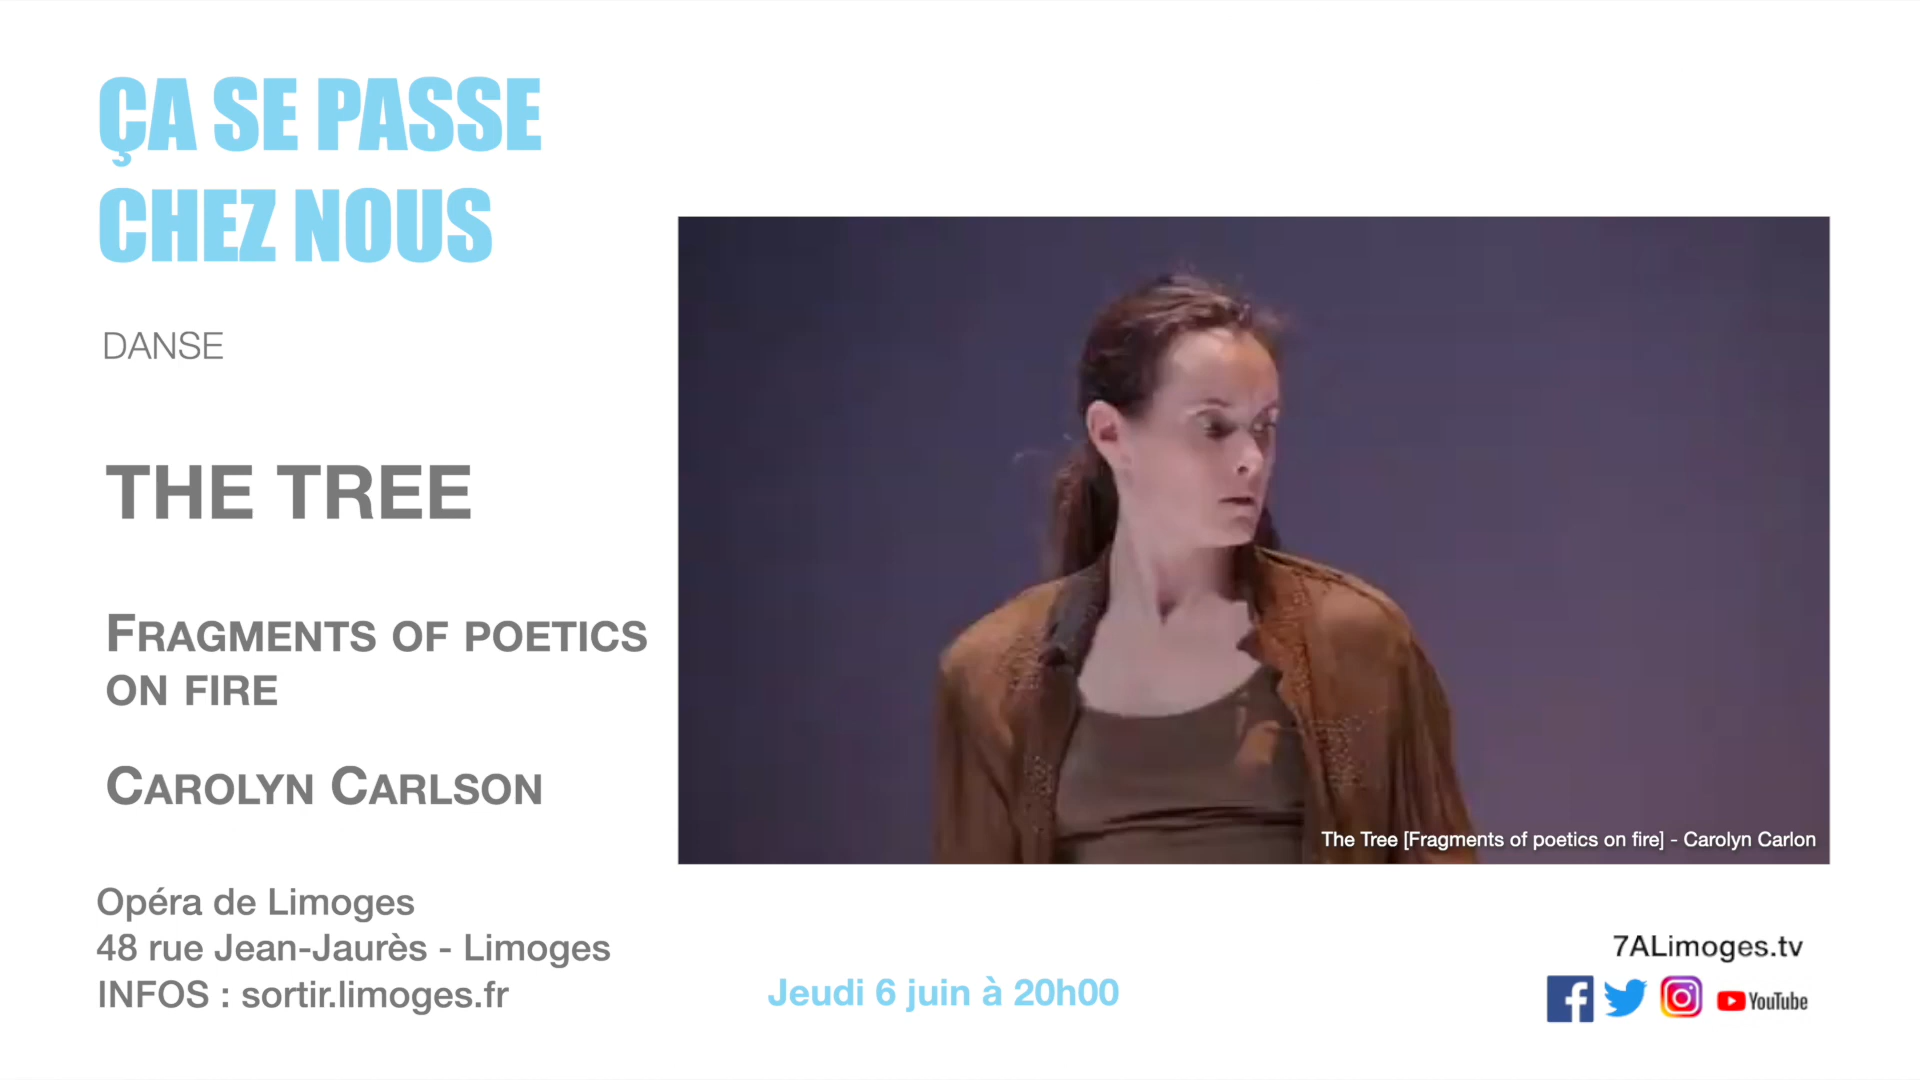 ÇA SE PASSE
CHEZ NOUS
DANSE
THE TREE
FRAGMENTS OF POETICS
ON FIRE
CAROLYN CARLSON
The Tree [Fragments of poetics on fire] - Carolyn Carlon
Opéra de Limoges
48 rue Jean-Jaurès - Limoges
INFOS : sortir.limoges.fr
Jeudi 6 juin à 20h00
7ALimoges.tv
YouTube